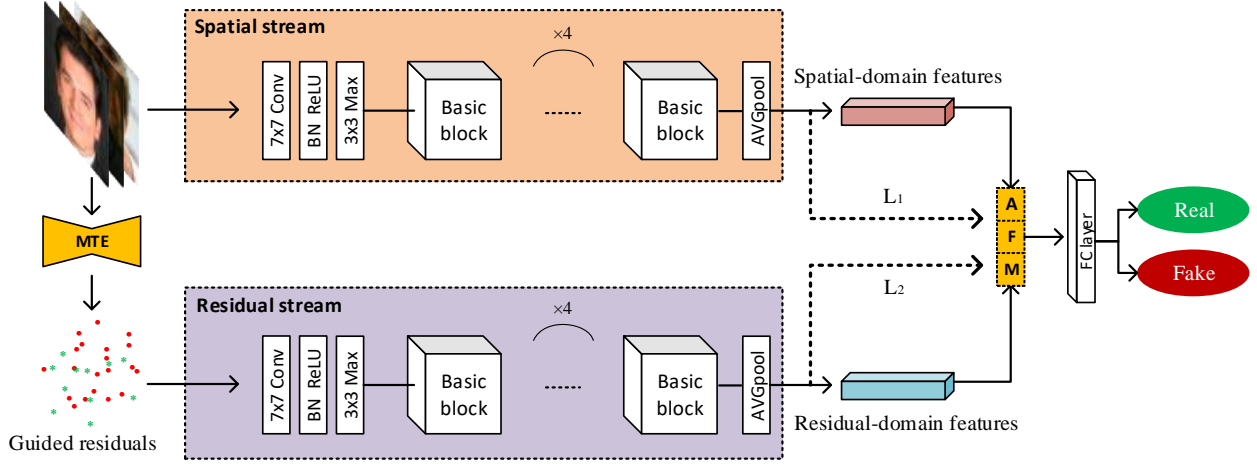 Spatial stream
×4
7x7 Conv
BN ReLU
3x3 Max
Basic
block
......
Basic
block
AVGpool
Spatial-domain features
MTE
L1
A
F
M
FC layer
Real
Fake
L2
Residual stream
×4
7x7 Conv
BN ReLU
3x3 Max
Basic
block
......
Basic
block
AVGpool
Guided residuals
Residual-domain features